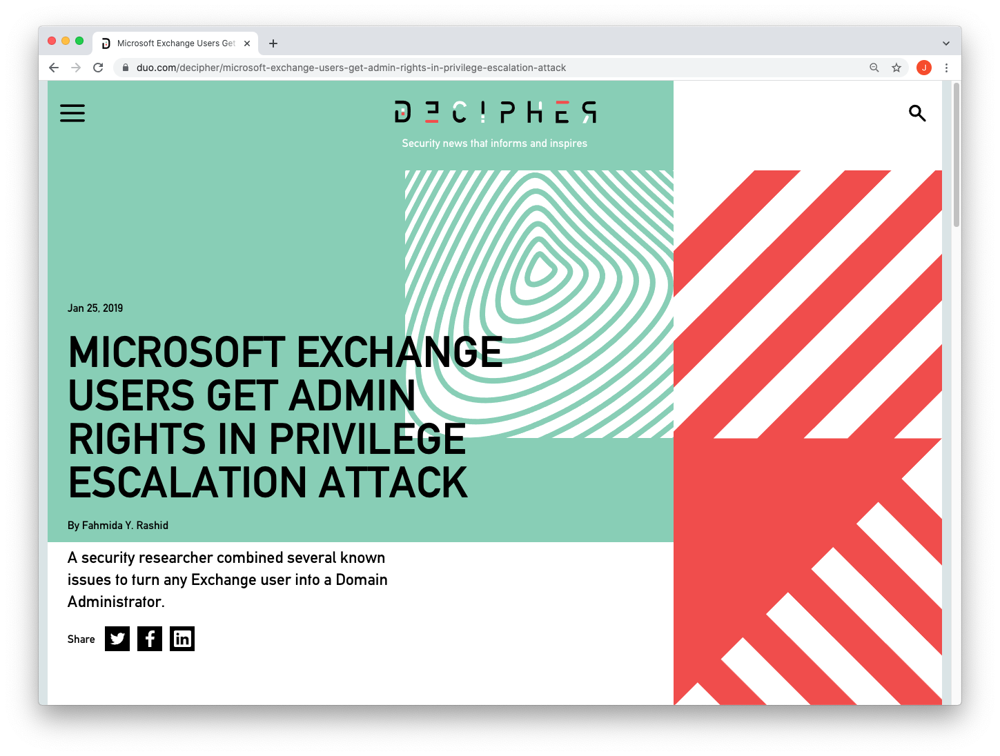 Microsoft Exchange Users Get
duo.com/decipher/microsoft-exchange-users-get-admin-rights-in-privilege-escalation-attack
J
DECIPHER
Security news that informs and inspires
Jan 25, 2019
MICROSOFT EXCHANGE
USERS GET ADMIN
RIGHTS IN PRIVILEGE
ESCALATION ATTACK
By Fahmida Y. Rashid
A security researcher combined several known
issues to turn any Exchange user into a Domain
Administrator.
Share